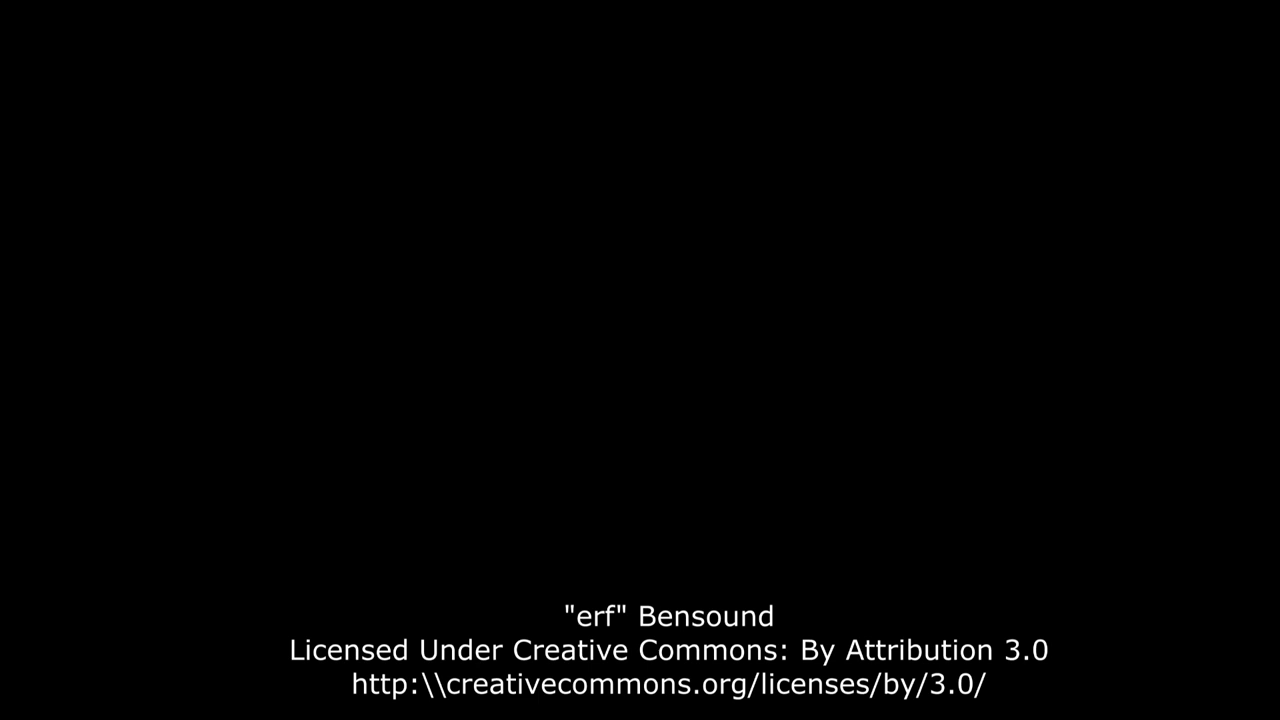 "erf" Bensound
Licensed Under Creative Commons: By Attribution 3.0
http:\\creativecommons.org/licenses/by/3.0/